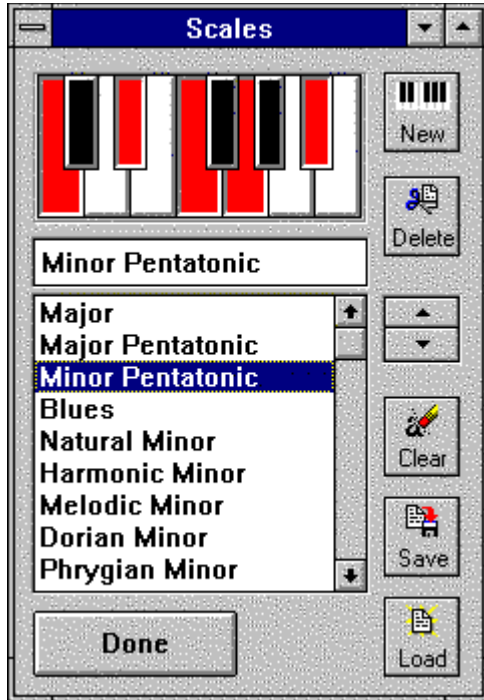 Scales
New
Delete
Minor Pentatonic
Major
Major Pentatonic
Minor Pentatonic
Blues
Natural Minor
Harmonic Minor
Melodic Minor
Dorian Minor
Phrygian Minor
Clear
Save
Load
Done